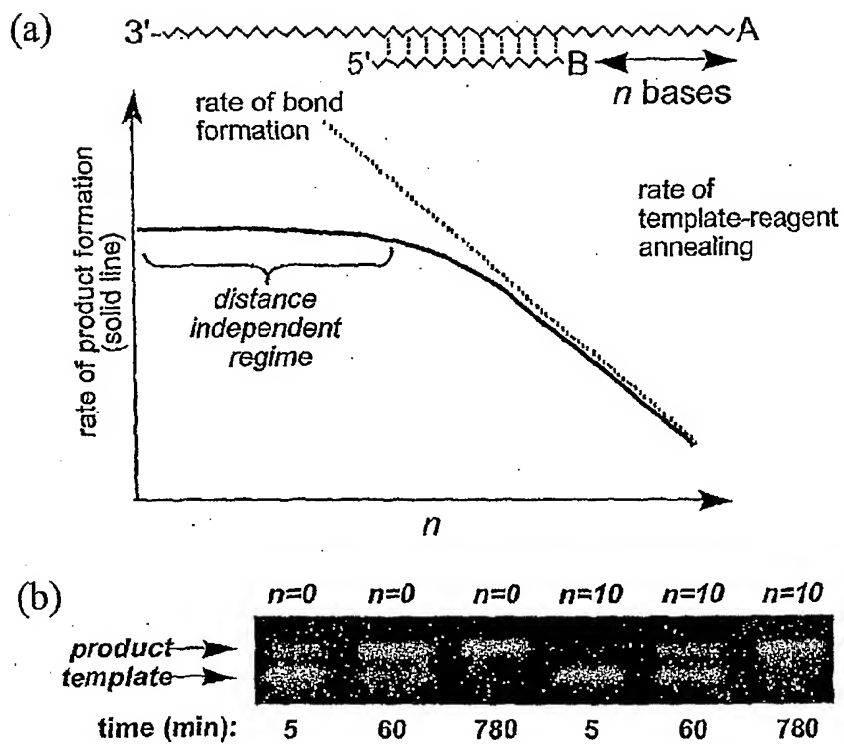 (a)
3'-
A
5'
B
n bases
rate of bond
formation
rate of
template-reagent
annealing
rate of product formation
(solid line)
distance
independent
regime
n
(b)
n=0 n=0 n=0 n=10 n=10 n=10
product
template
time (min): 5 60 780 5 60 780